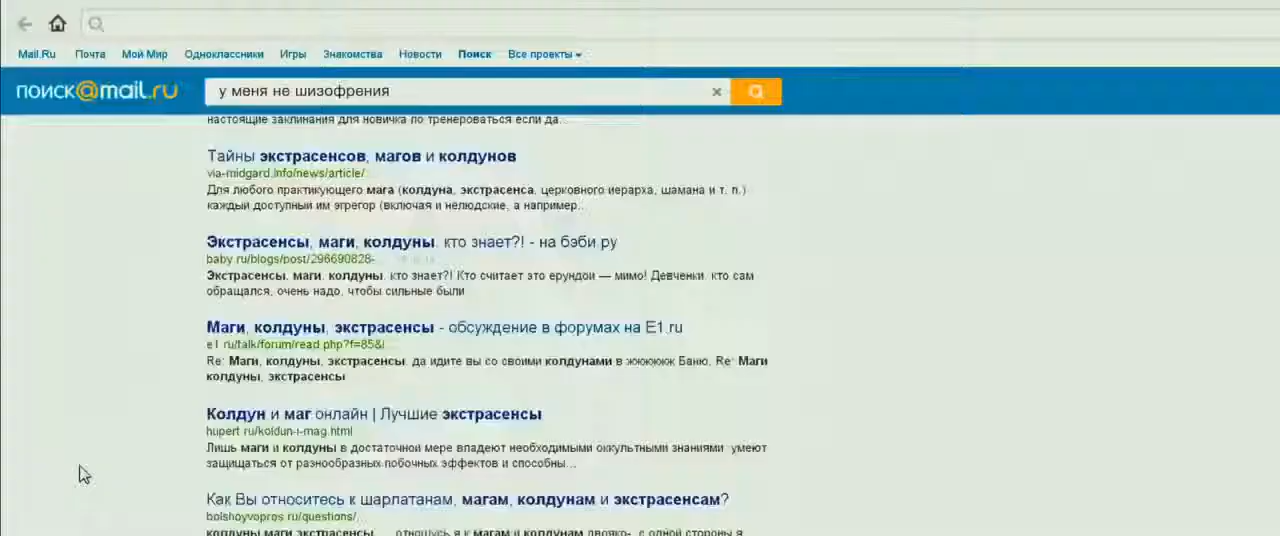 Mail.Ru Почта Мой Мир Одноклассники Игры Знакомства Новости Поиск Все проекты
поиск@mail.ru у меня не шизофрения
настоящие заклинания для новичка по тренероваться если да...
Тайны экстрасенсов, магов и колдунов
via-midgard.info/news/article/
Для любого практикующего мага (колдуна, экстрасенса, церковного иерарха, шамана и т. п.)
каждый доступный им эгрегор (включая и нелюдские, а например...
Экстрасенсы, маги, колдуны. кто знает?! - на бэби.ру
baby.ru/blogs/post/296690828-
Экстрасенсы, маги, колдуны. кто знает?! Кто считает это ерундой — мимо! Девченки, кто сам
обращался, очень надо, чтобы сильные были
Маги, колдуны, экстрасенсы - обсуждение в форумах на E1.ru
e1.ru/talk/forum/read.php?f=85&i...
Re: Маги, колдуны, экстрасенсы. да идите вы со своими колдунами в жжжжжж Баню. Re: Маги
колдуны, экстрасенсы
Колдун и маг онлайн | Лучшие экстрасенсы
hupert.ru/koldun-i-mag.html
Лишь маги и колдуны в достаточной мере владеют необходимыми оккультными знаниями, умеют
защищаться от разнообразных побочных эффектов и способны...
Как Вы относитесь к шарлатанам, магам, колдунам и экстрасенсам?
bolshoyvopros.ru/questions/...
колдуны маги экстрасенсы ... отношусь я к магам и колдунам двояко-, с одной стороны я